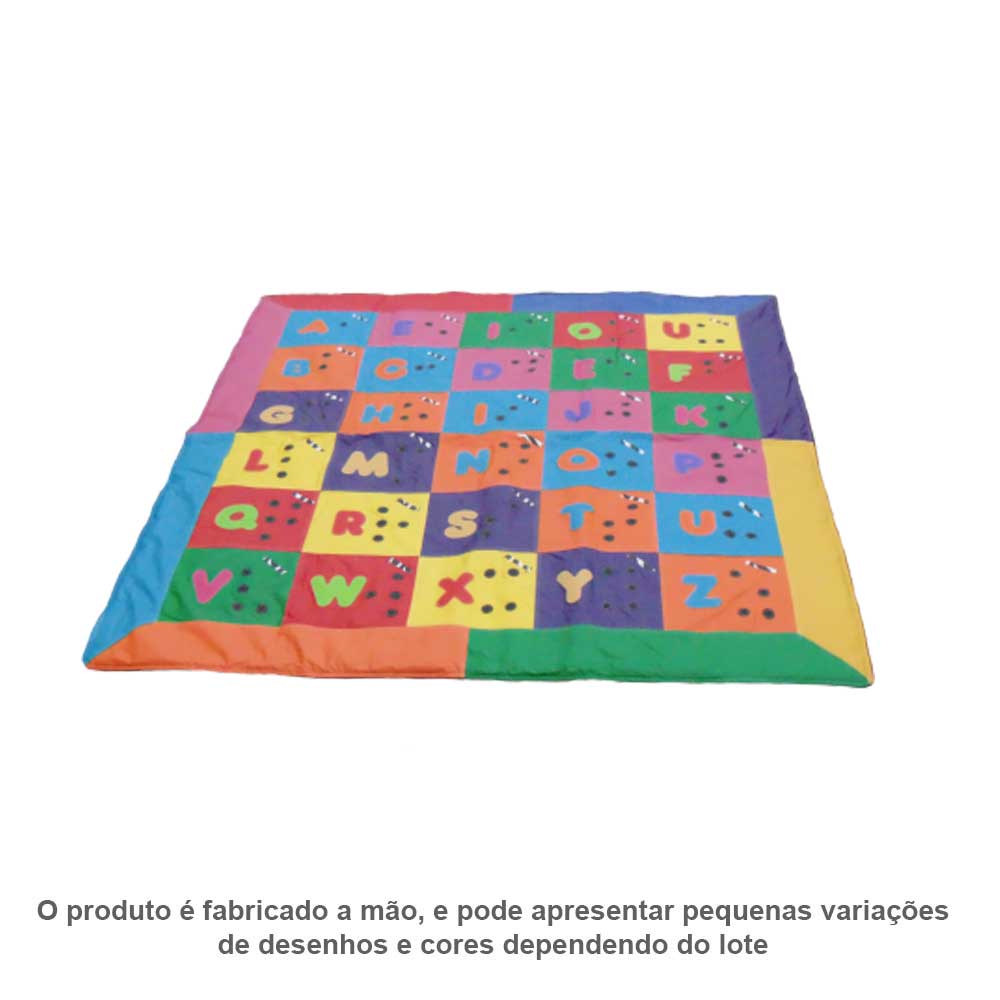 A E I O U
B C D E F
G H I J K
L M N O P
Q R S T U
V W X Y Z
O produto é fabricado a mão, e pode apresentar pequenas variações
de desenhos e cores dependendo do lote